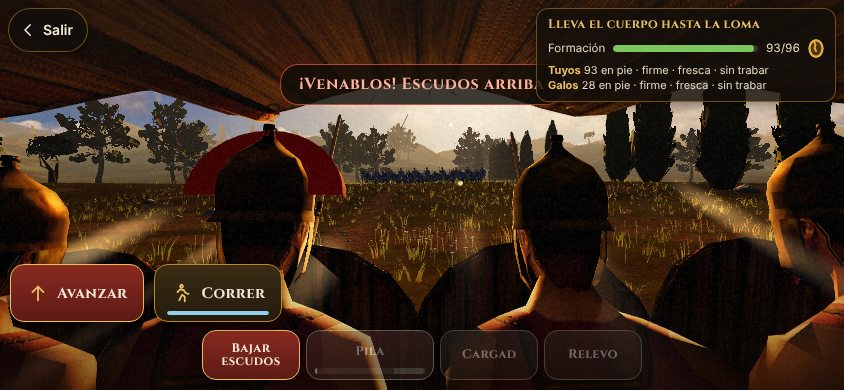 Salir
LLEVA EL CUERPO HASTA LA LOMA
Formación 93/96
Tuyos 93 en pie · firme · fresca · sin trabar
Galos 28 en pie · firme · fresca · sin trabar
¡VENABLOS! ESCUDOS ARRIBA
AVANZAR
CORRER
BAJAR
ESCUDOS
PILA
CARGAD
RELEVO